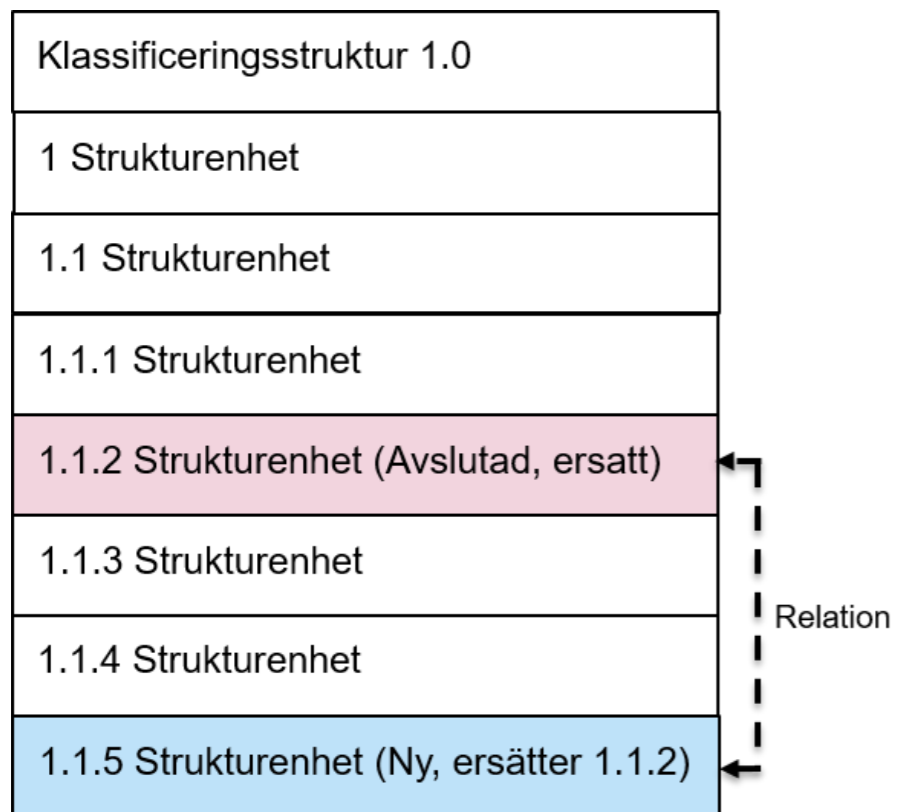 Klassificeringsstruktur 1.0
1 Strukturenhet
1.1 Strukturenhet
1.1.1 Strukturenhet
1.1.2 Strukturenhet (Avslutad, ersatt)
1.1.3 Strukturenhet
1.1.4 Strukturenhet
Relation
1.1.5 Strukturenhet (Ny, ersätter 1.1.2)